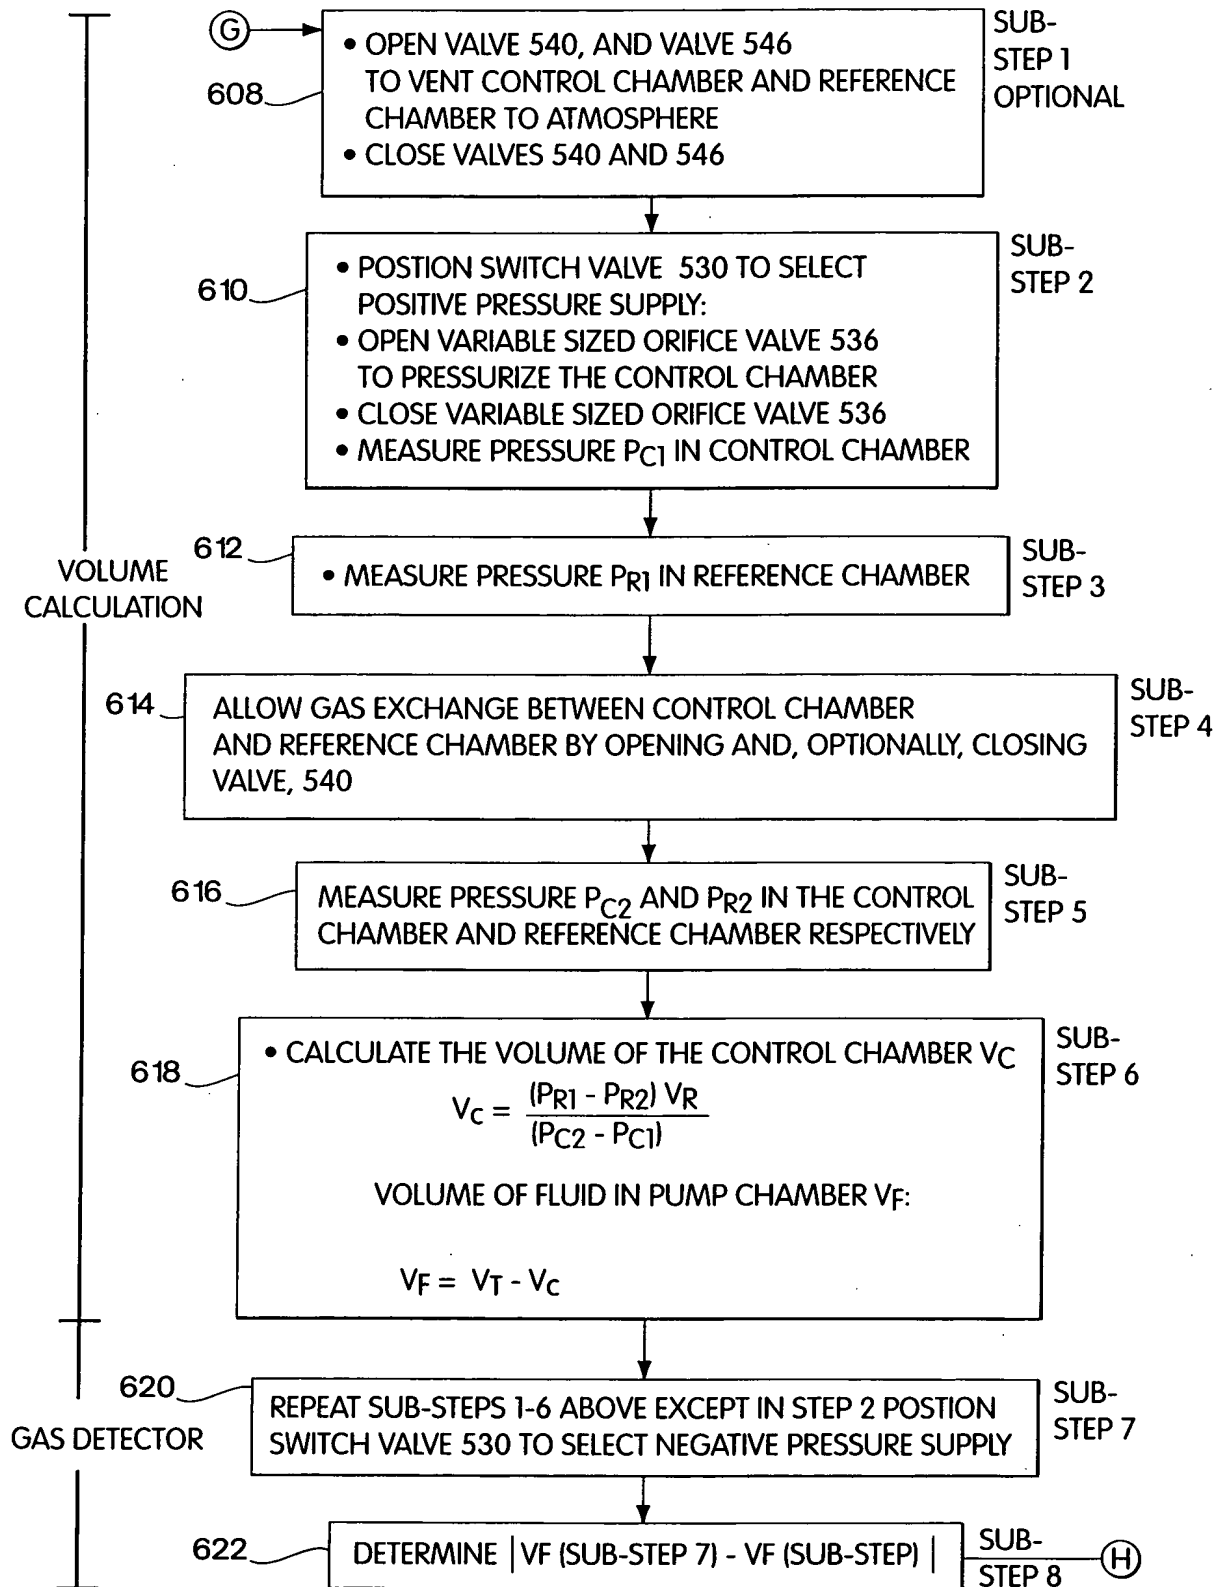 G
• OPEN VALVE 540, AND VALVE 546
TO VENT CONTROL CHAMBER AND REFERENCE
CHAMBER TO ATMOSPHERE
• CLOSE VALVES 540 AND 546
608
SUB-
STEP 1
OPTIONAL
• POSTION SWITCH VALVE 530 TO SELECT
POSITIVE PRESSURE SUPPLY:
• OPEN VARIABLE SIZED ORIFICE VALVE 536
TO PRESSURIZE THE CONTROL CHAMBER
• CLOSE VARIABLE SIZED ORIFICE VALVE 536
• MEASURE PRESSURE PC1 IN CONTROL CHAMBER
610
SUB-
STEP 2
612
• MEASURE PRESSURE PR1 IN REFERENCE CHAMBER
SUB-
STEP 3
VOLUME
CALCULATION
614
ALLOW GAS EXCHANGE BETWEEN CONTROL CHAMBER
AND REFERENCE CHAMBER BY OPENING AND, OPTIONALLY, CLOSING
VALVE, 540
SUB-
STEP 4
616
MEASURE PRESSURE PC2 AND PR2 IN THE CONTROL
CHAMBER AND REFERENCE CHAMBER RESPECTIVELY
SUB-
STEP 5
618
• CALCULATE THE VOLUME OF THE CONTROL CHAMBER VC
VC = (PR1 - PR2) VR
(PC2 - PC1)
VOLUME OF FLUID IN PUMP CHAMBER VF:
VF = VT - VC
SUB-
STEP 6
620
REPEAT SUB-STEPS 1-6 ABOVE EXCEPT IN STEP 2 POSTION
SWITCH VALVE 530 TO SELECT NEGATIVE PRESSURE SUPPLY
SUB-
STEP 7
GAS DETECTOR
622
DETERMINE |VF (SUB-STEP 7) - VF (SUB-STEP) |
SUB-
STEP 8
H